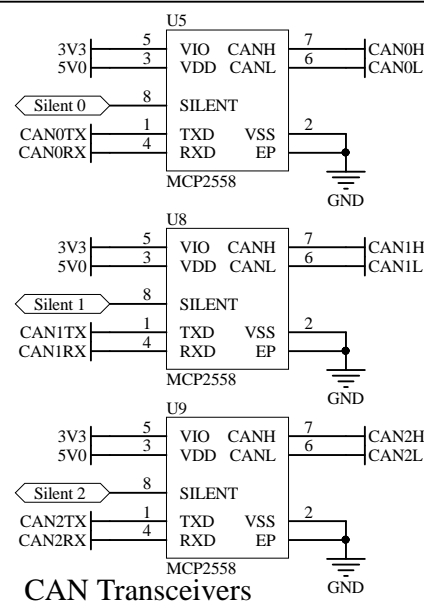 U5
5 7
3V3 VIO CANH CAN0H
3 6
5V0 VDD CANL CAN0L
8
Silent 0 SILENT
1 2
CAN0TX TXD VSS
4
CAN0RX RXD EP
MCP2558
GND
U8
5 7
3V3 VIO CANH CAN1H
3 6
5V0 VDD CANL CAN1L
8
Silent 1 SILENT
1 2
CAN1TX TXD VSS
4
CAN1RX RXD EP
MCP2558
GND
U9
5 7
3V3 VIO CANH CAN2H
3 6
5V0 VDD CANL CAN2L
8
Silent 2 SILENT
1 2
CAN2TX TXD VSS
4
CAN2RX RXD EP
MCP2558
GND
CAN Transceivers